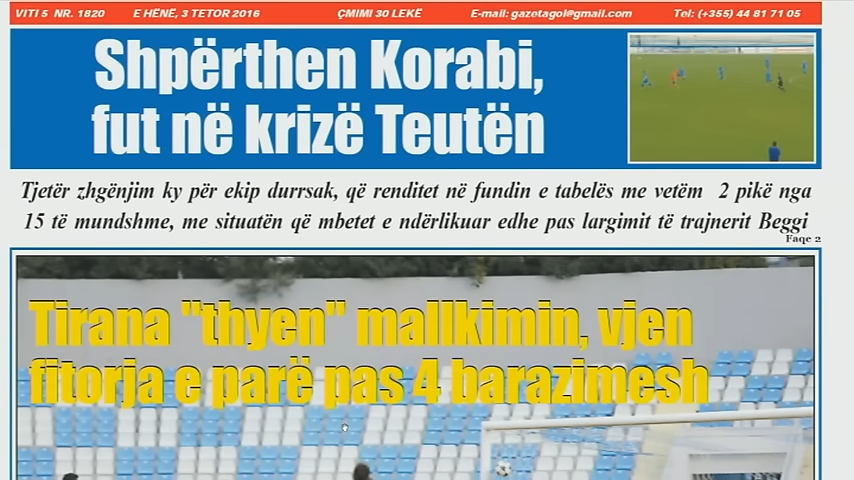 VITI 5 NR. 1820 E HËNË, 3 TETOR 2016 ÇMIMI 30 LEKË E-mail: gazetagol@gmail.com Tel: (+355) 44 81 71 05
Shpërthen Korabi,
fut në krizë Teutën
Tjetër zhgënjim ky për ekip durrsak, që renditet në fundin e tabelës me vetëm 2 pikë nga
15 të mundshme, me situatën që mbetet e ndërlikuar edhe pas largimit të trajnerit Beggi
Faqe 2
Tirana "thyen" mallkimin, vjen
fitorja e parë pas 4 barazimesh